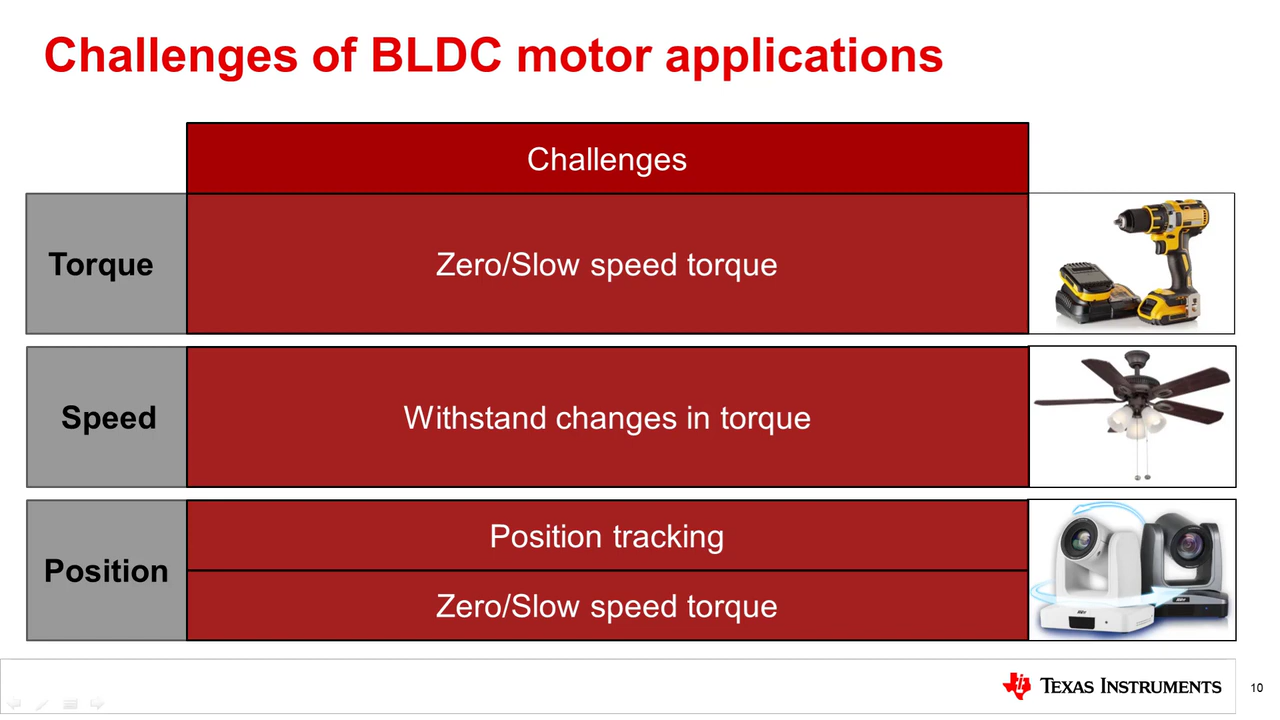 Challenges of BLDC motor applications
Challenges
Torque
Zero/Slow speed torque
Speed
Withstand changes in torque
Position
Position tracking
Zero/Slow speed torque
TEXAS INSTRUMENTS
10